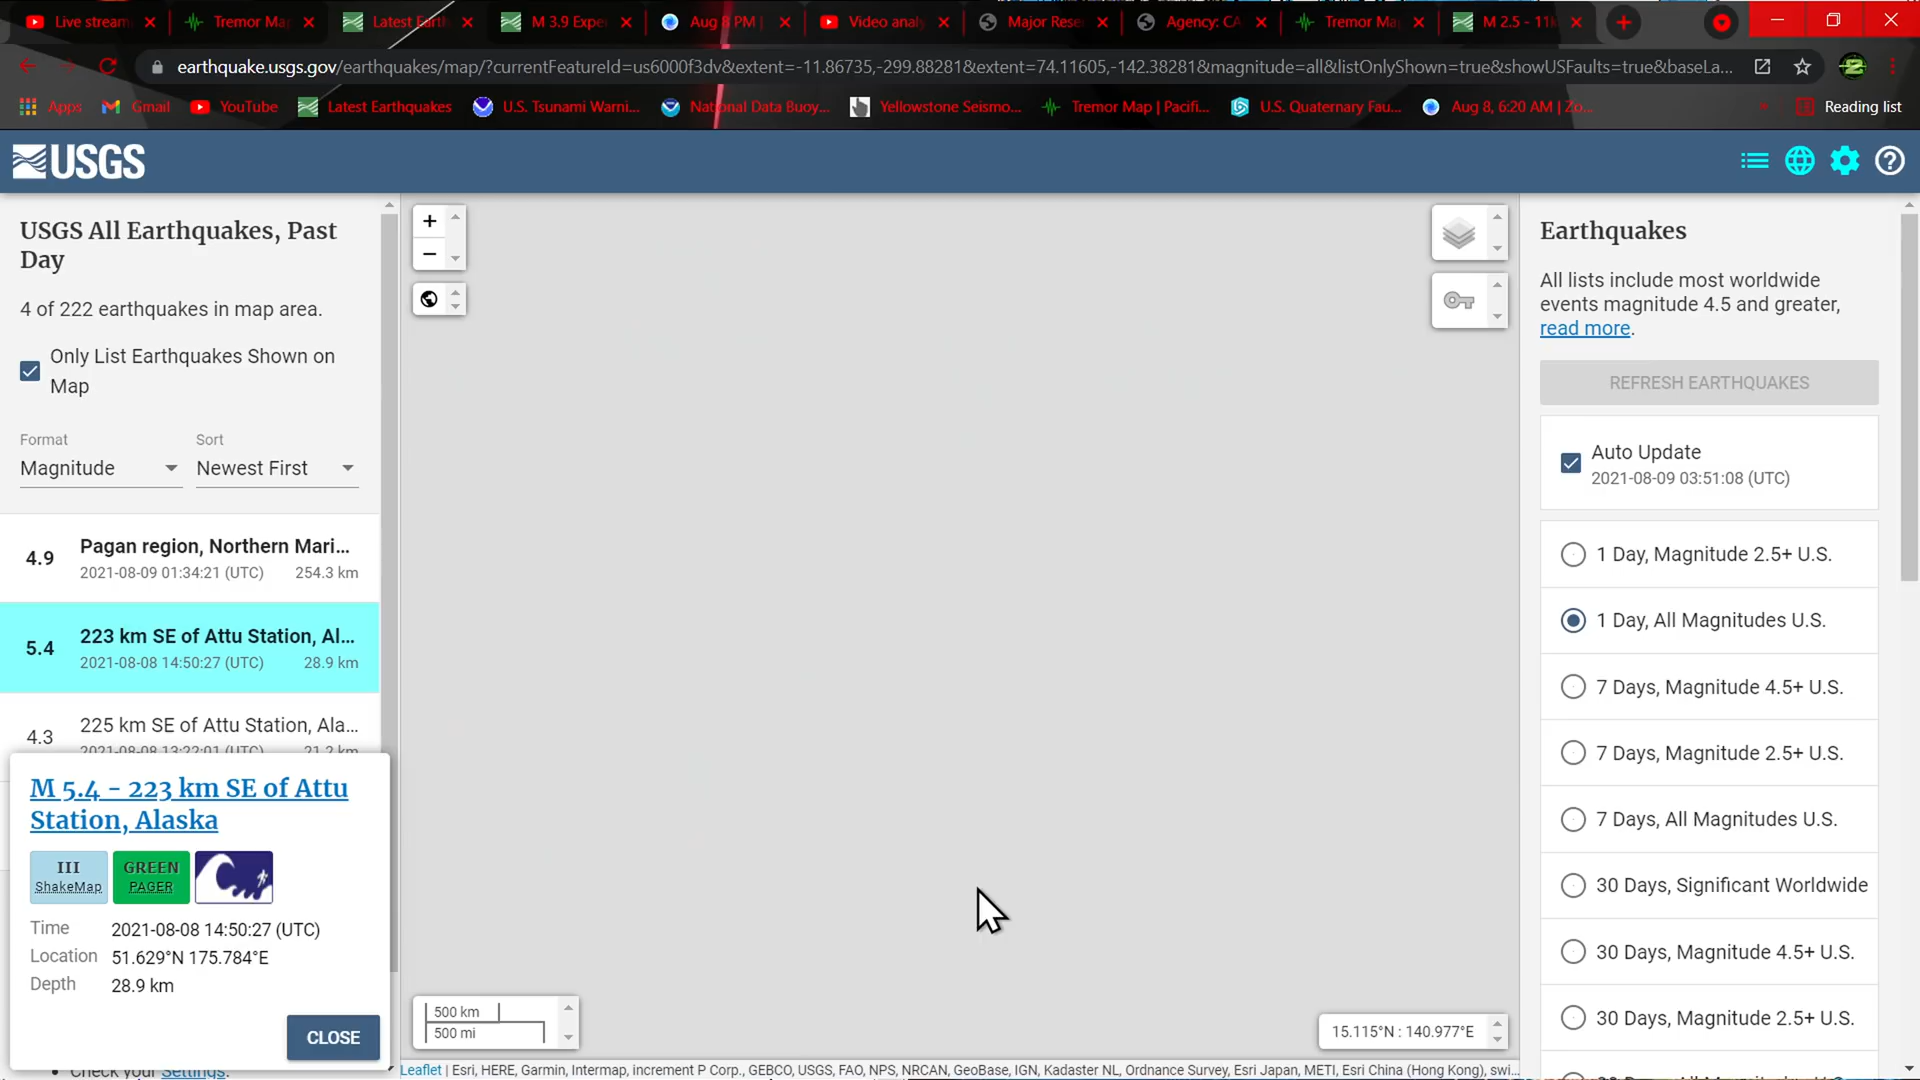 Live stream
Tremor Ma
Latest Earth
M 3.9 Expe
Aug 8 PM |
Video analy
Major Rese
Agency: CA
Tremor Ma
M 2.5 - 11k
earthquake.usgs.gov/earthquakes/map/?currentFeatureId=us6000f3dv&extent=-11.86735,-299.88281&extent=74.11605,-142.38281&magnitude=all&listOnlyShown=true&showUSFaults=true&baseLa...
Apps
Gmail
YouTube
Latest Earthquakes
U.S. Tsunami Warni...
National Data Buoy...
Yellowstone Seismo...
Tremor Map | Pacifi...
U.S. Quaternary Fau...
Aug 8, 6:20 AM | Zo...
Reading list
USGS
USGS All Earthquakes, Past
Day
4 of 222 earthquakes in map area.
Only List Earthquakes Shown on
Map
Format
Sort
Magnitude
Newest First
4.9
Pagan region, Northern Mari...
2021-08-09 01:34:21 (UTC)
254.3 km
5.4
223 km SE of Attu Station, Al...
2021-08-08 14:50:27 (UTC)
28.9 km
4.3
225 km SE of Attu Station, Ala...
2021-08-08 13:22:01 (UTC)
21.2 km
M 5.4 - 223 km SE of Attu
Station, Alaska
III
ShakeMap
GREEN
PAGER
Time
2021-08-08 14:50:27 (UTC)
Location
51.629°N 175.784°E
Depth
28.9 km
CLOSE
Check your Settings.
+
−
500 km
500 mi
15.115°N : 140.977°E
Leaflet | Esri, HERE, Garmin, Intermap, increment P Corp., GEBCO, USGS, FAO, NPS, NRCAN, GeoBase, IGN, Kadaster NL, Ordnance Survey, Esri Japan, METI, Esri China (Hong Kong), swi...
Earthquakes
All lists include most worldwide
events magnitude 4.5 and greater,
read more.
REFRESH EARTHQUAKES
Auto Update
2021-08-09 03:51:08 (UTC)
1 Day, Magnitude 2.5+ U.S.
1 Day, All Magnitudes U.S.
7 Days, Magnitude 4.5+ U.S.
7 Days, Magnitude 2.5+ U.S.
7 Days, All Magnitudes U.S.
30 Days, Significant Worldwide
30 Days, Magnitude 4.5+ U.S.
30 Days, Magnitude 2.5+ U.S.